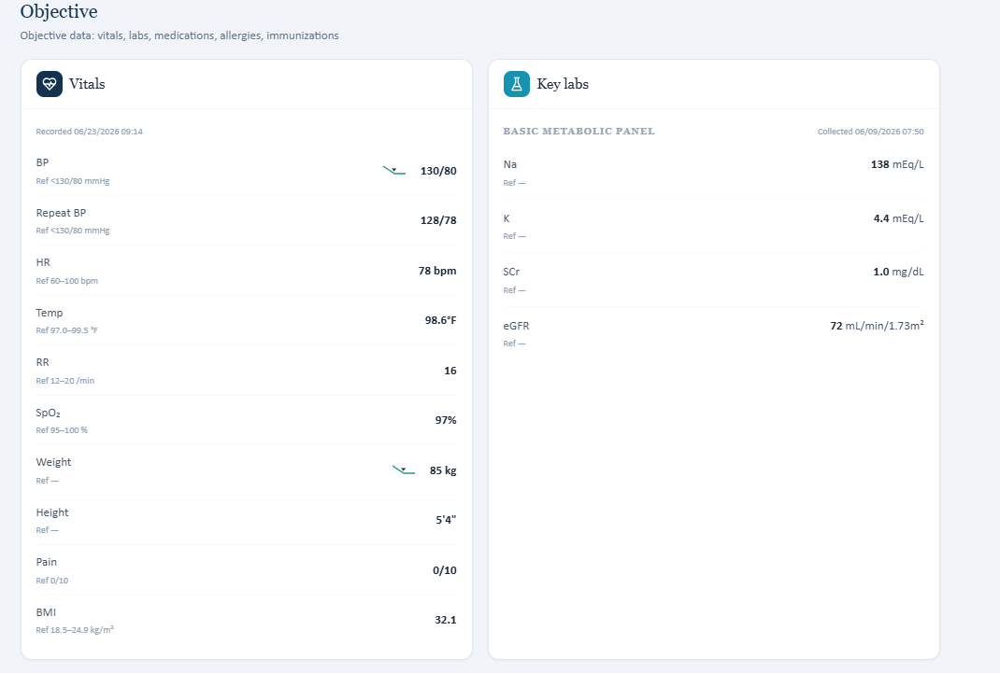 Objective
Objective data: vitals, labs, medications, allergies, immunizations
Vitals
Recorded 06/23/2026 09:14
BP
Ref <130/80 mmHg
130/80
Repeat BP
Ref <130/80 mmHg
128/78
HR
Ref 60–100 bpm
78 bpm
Temp
Ref 97.0–99.5 °F
98.6°F
RR
Ref 12–20 /min
16
SpO₂
Ref 95–100 %
97%
Weight
Ref —
85 kg
Height
Ref —
5'4"
Pain
Ref 0/10
0/10
BMI
Ref 18.5–24.9 kg/m²
32.1
Key labs
BASIC METABOLIC PANEL
Collected 06/09/2026 07:50
Na
Ref —
138 mEq/L
K
Ref —
4.4 mEq/L
SCr
Ref —
1.0 mg/dL
eGFR
Ref —
72 mL/min/1.73m²